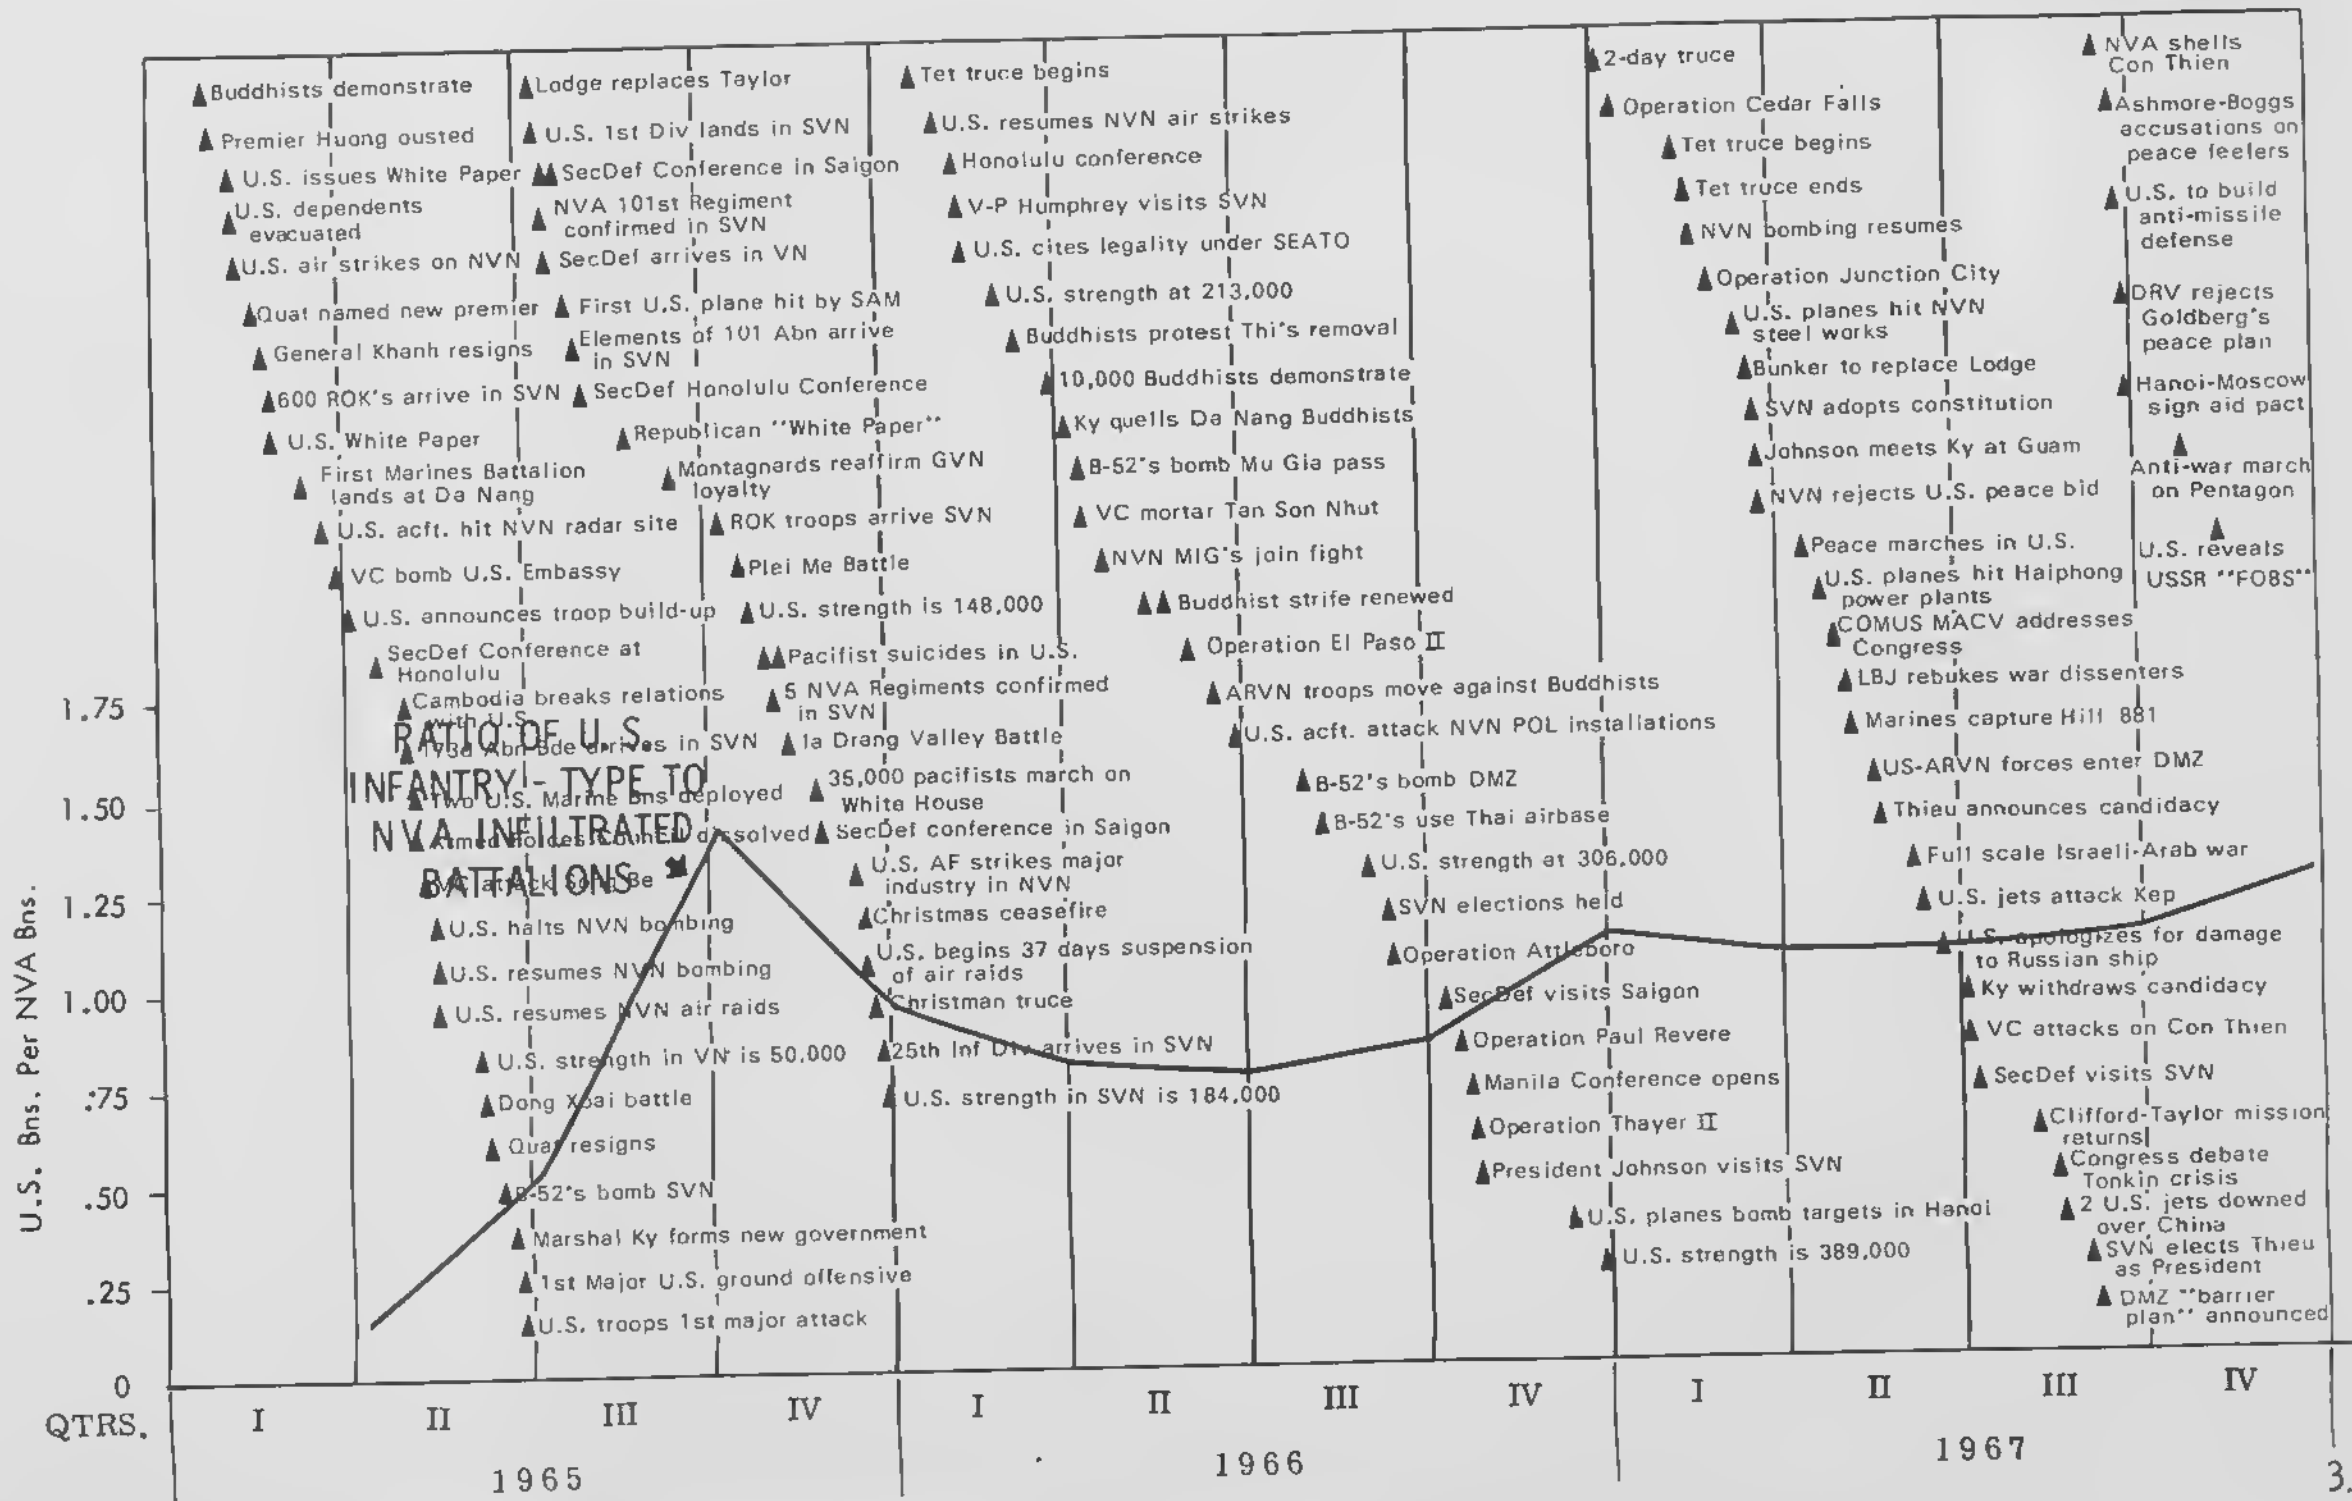 Buddhists demonstrate
Premier Huong ousted
U.S. issues White Paper
U.S. dependents
evacuated
U.S. air strikes on NVN
Quat named new premier
General Khanh resigns
600 ROK's arrive in SVN
U.S. White Paper
First Marines Battalion
lands at Da Nang
U.S. acft. hit NVN radar site
VC bomb U.S. Embassy
U.S. announces troop build-up
SecDef Conference at
Honolulu
Cambodia breaks relations
with U.S.
173d Abn Bde arrives in SVN
Two U.S. Marine Bns deployed
Armed Forces Council dissolved
VC attack Song Be
RATIO OF U.S.
INFANTRY - TYPE TO
NVA INFILTRATED
BATTALIONS
U.S. halts NVN bombing
U.S. resumes NVN bombing
U.S. resumes NVN air raids
U.S. strength in VN is 50,000
Dong Xoai battle
Quat resigns
B-52's bomb SVN
Marshal Ky forms new government
1st Major U.S. ground offensive
U.S. troops 1st major attack
Lodge replaces Taylor
U.S. 1st Div lands in SVN
SecDef Conference in Saigon
NVA 101st Regiment
confirmed in SVN
SecDef arrives in VN
First U.S. plane hit by SAM
Elements of 101 Abn arrive
in SVN
SecDef Honolulu Conference
Republican "White Paper"
Montagnards reaffirm GVN
loyalty
ROK troops arrive SVN
Plei Me Battle
U.S. strength is 148,000
Pacifist suicides in U.S.
5 NVA Regiments confirmed
in SVN
Ia Drang Valley Battle
35,000 pacifists march on
White House
SecDef conference in Saigon
U.S. AF strikes major
industry in NVN
Christmas ceasefire
U.S. begins 37 days suspension
of air raids
Christman truce
25th Inf Div arrives in SVN
U.S. strength in SVN is 184,000
Tet truce begins
U.S. resumes NVN air strikes
Honolulu conference
V-P Humphrey visits SVN
U.S. cites legality under SEATO
U.S. strength at 213,000
Buddhists protest Thi's removal
10,000 Buddhists demonstrate
Ky quells Da Nang Buddhists
B-52's bomb Mu Gia pass
VC mortar Tan Son Nhut
NVN MIG's join fight
Buddhist strife renewed
Operation El Paso II
ARVN troops move against Buddhists
U.S. acft. attack NVN POL installations
B-52's bomb DMZ
B-52's use Thai airbase
U.S. strength at 306,000
SVN elections held
Operation Attleboro
SecDef visits Saigon
Operation Paul Revere
Manila Conference opens
Operation Thayer II
President Johnson visits SVN
U.S. planes bomb targets in Hanoi
U.S. strength is 389,000
2-day truce
Operation Cedar Falls
Tet truce begins
Tet truce ends
NVN bombing resumes
Operation Junction City
U.S. planes hit NVN
steel works
Bunker to replace Lodge
SVN adopts constitution
Johnson meets Ky at Guam
NVN rejects U.S. peace bid
Peace marches in U.S.
U.S. planes hit Haiphong
power plants
COMUS MACV addresses
Congress
LBJ rebukes war dissenters
Marines capture Hill 881
US-ARVN forces enter DMZ
Thieu announces candidacy
Full scale Israeli-Arab war
U.S. jets attack Kep
U.S. apologizes for damage
to Russian ship
Ky withdraws candidacy
VC attacks on Con Thien
SecDef visits SVN
Clifford-Taylor mission
returns
Congress debate
Tonkin crisis
2 U.S. jets downed
over China
SVN elects Thieu
as President
DMZ "barrier
plan" announced
NVA shells
Con Thien
Ashmore-Boggs
accusations on
peace feelers
U.S. to build
anti-missile
defense
DRV rejects
Goldberg's
peace plan
Hanoi-Moscow
sign aid pact
Anti-war march
on Pentagon
U.S. reveals
USSR "FOBS"
U.S. Bns. Per NVA Bns.
1.75
1.50
1.25
1.00
.75
.50
.25
0
QTRS. I II III IV I II III IV I II III IV
1965 1966 1967
3.